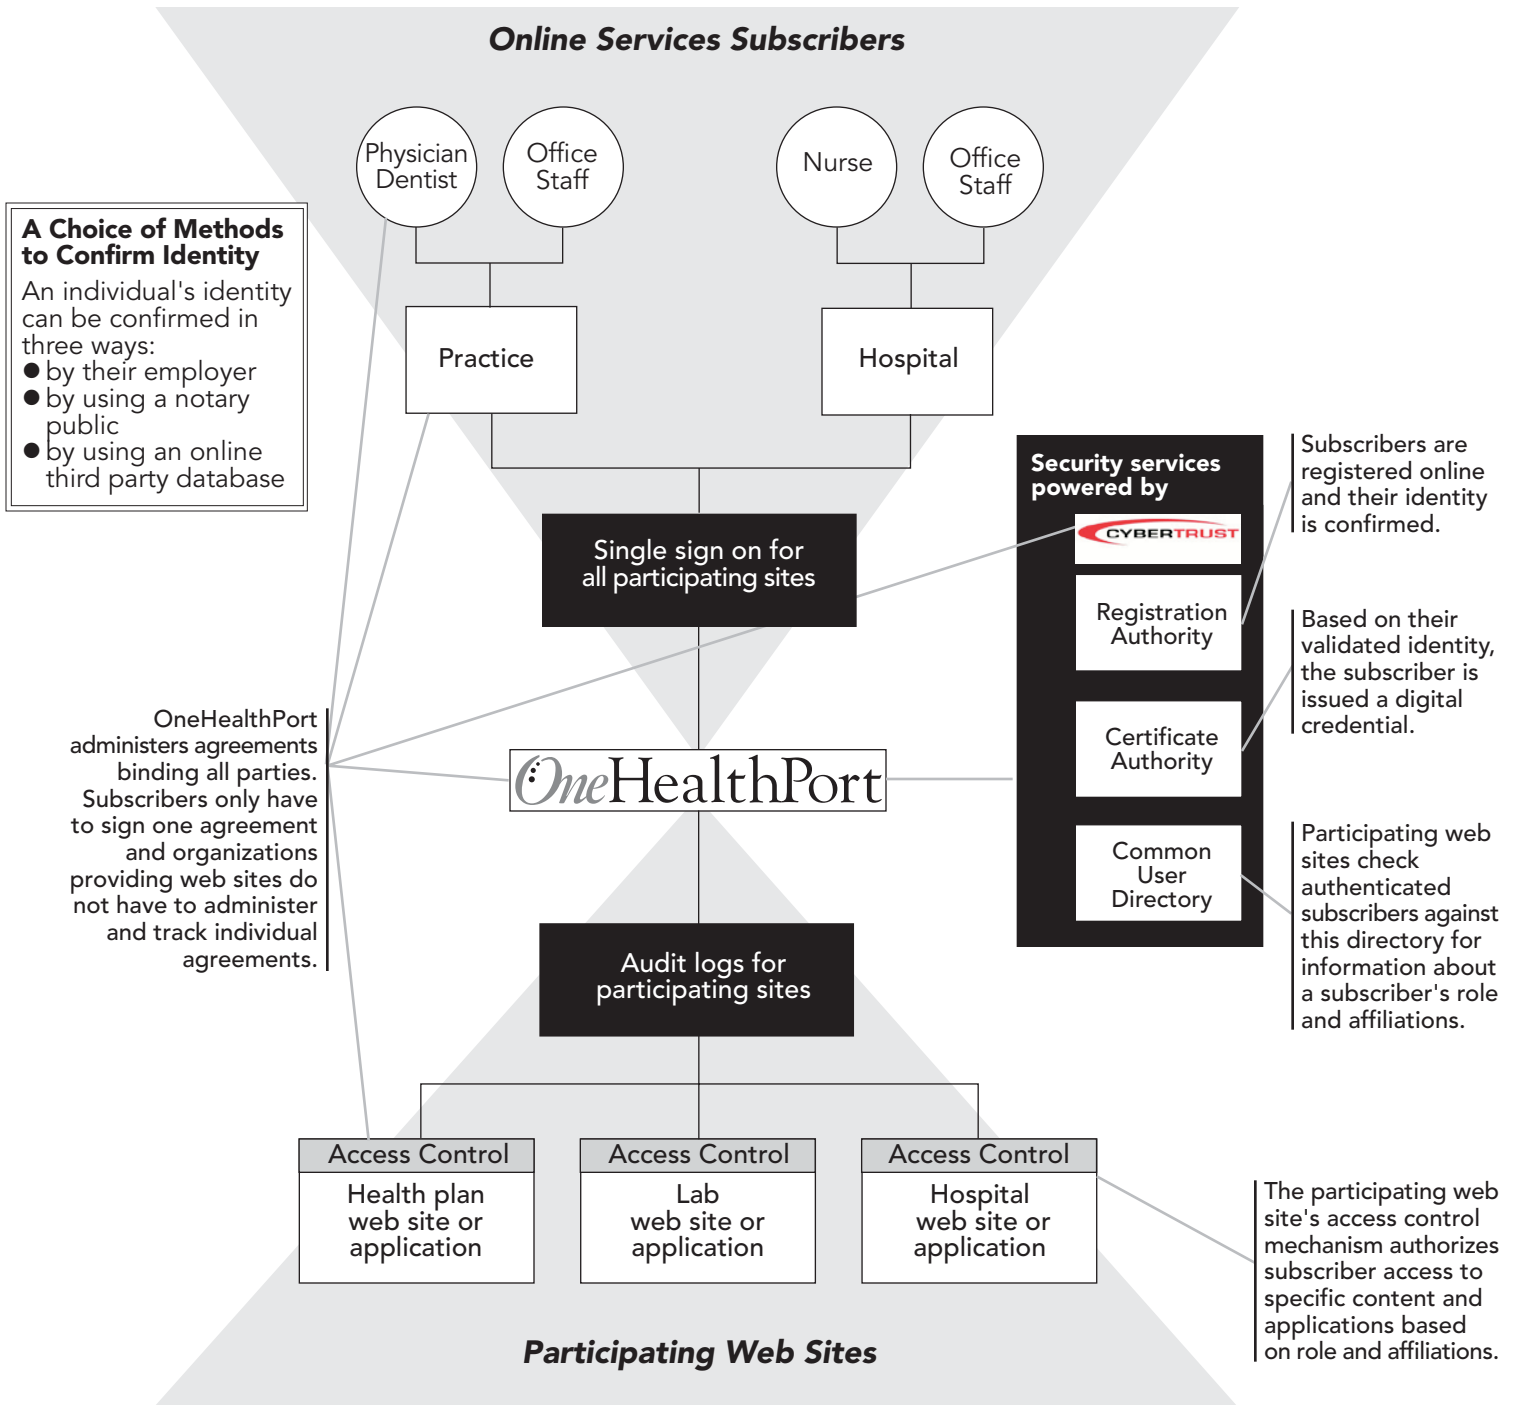 Online Services Subscribers
Physician
Dentist
Office
Staff
Nurse
Office
Staff
A Choice of Methods
to Confirm Identity
An individual's identity
can be confirmed in
three ways:
● by their employer
● by using a notary
public
● by using an online
third party database
Practice
Hospital
Single sign on for
all participating sites
Security services
powered by
CYBERTRUST
Registration
Authority
Certificate
Authority
Common
User
Directory
Subscribers are
registered online
and their identity
is confirmed.
Based on their
validated identity,
the subscriber is
issued a digital
credential.
Participating web
sites check
authenticated
subscribers against
this directory for
information about
a subscriber's role
and affiliations.
OneHealthPort
administers agreements
binding all parties.
Subscribers only have
to sign one agreement
and organizations
providing web sites do
not have to administer
and track individual
agreements.
OneHealthPort
Audit logs for
participating sites
Access Control
Health plan
web site or
application
Access Control
Lab
web site or
application
Access Control
Hospital
web site or
application
The participating web
site's access control
mechanism authorizes
subscriber access to
specific content and
applications based
on role and affiliations.
Participating Web Sites